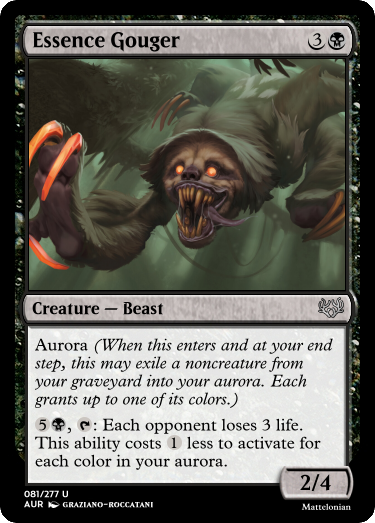 Essence Gouger 3
Creature — Beast
Aurora (When this enters and at your end
step, this may exile a noncreature from
your graveyard into your aurora. Each
grants up to one of its colors.)
5 , : Each opponent loses 3 life.
This ability costs 1 less to activate for
each color in your aurora.
2/4
081/277 U
AUR GRAZIANO-ROCCATANI
Mattelonian